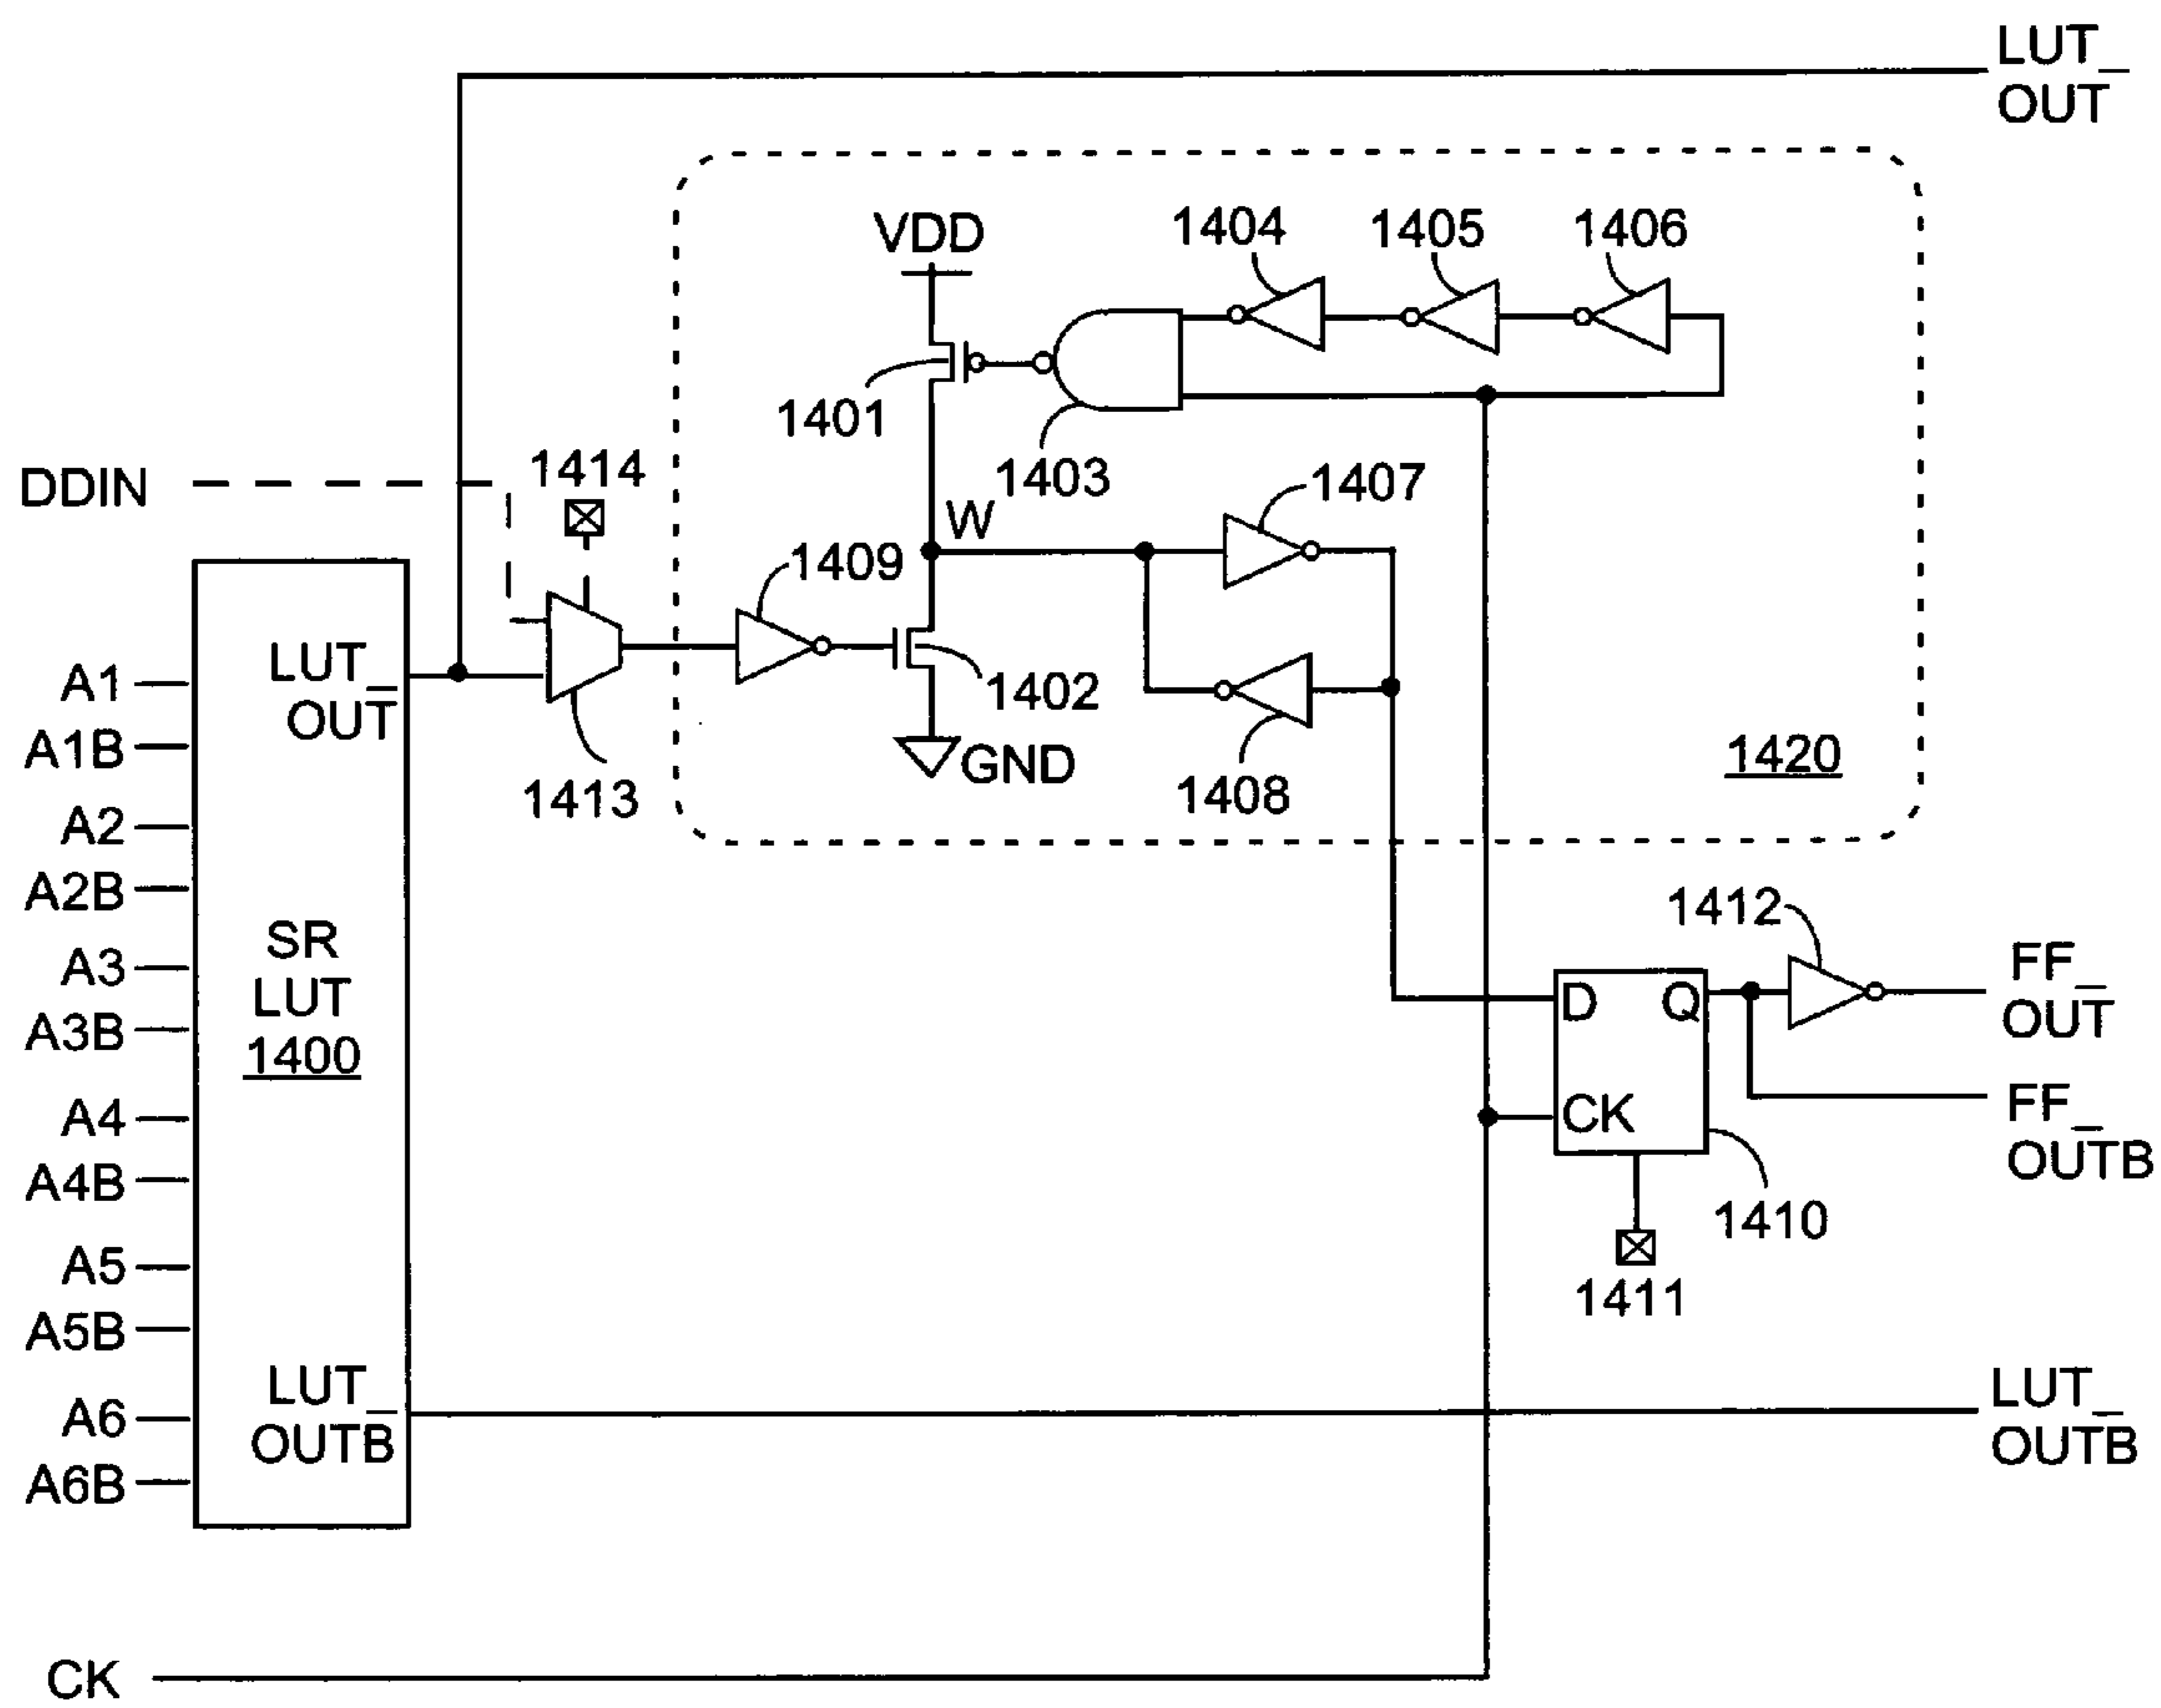 LUT_
OUT
VDD
1404
1405
1406
1401
1403
DDIN
1414
1407
W
1409
LUT_
OUT
1402
GND
1408
1420
1413
A1
A1B
A2
A2B
A3
A3B
A4
A4B
A5
A5B
A6
A6B
SR
LUT
1400
1412
D
Q
CK
FF_
OUT
FF_
OUTB
1410
1411
LUT_
OUTB
LUT_
OUTB
CK